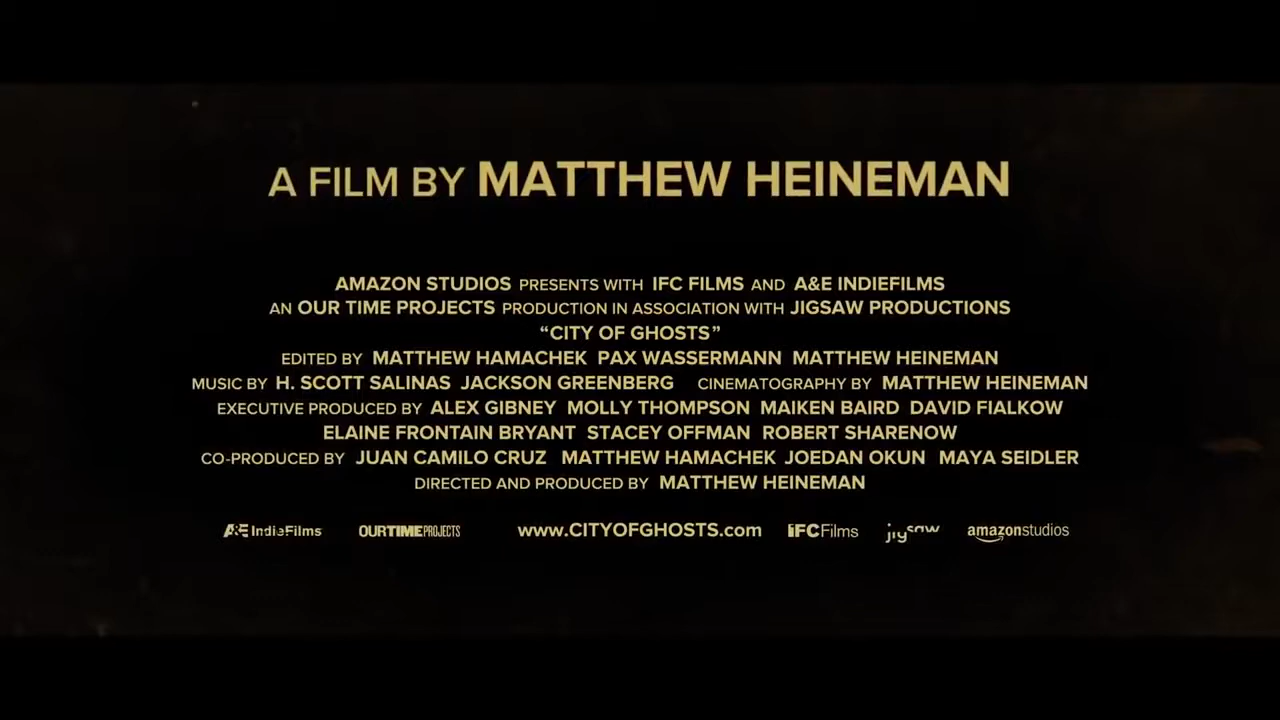 A FILM BY MATTHEW HEINEMAN
AMAZON STUDIOS PRESENTS WITH IFC FILMS AND A&E INDIEFILMS
AN OUR TIME PROJECTS PRODUCTION IN ASSOCIATION WITH JIGSAW PRODUCTIONS
“CITY OF GHOSTS”
EDITED BY MATTHEW HAMACHEK PAX WASSERMANN MATTHEW HEINEMAN
MUSIC BY H. SCOTT SALINAS JACKSON GREENBERG CINEMATOGRAPHY BY MATTHEW HEINEMAN
EXECUTIVE PRODUCED BY ALEX GIBNEY MOLLY THOMPSON MAIKEN BAIRD DAVID FIALKOW
ELAINE FRONTAIN BRYANT STACEY OFFMAN ROBERT SHARENOW
CO-PRODUCED BY JUAN CAMILO CRUZ MATTHEW HAMACHEK JOEDAN OKUN MAYA SEIDLER
DIRECTED AND PRODUCED BY MATTHEW HEINEMAN
A&E IndieFilms OURTIMEPROJECTS www.CITYOFGHOSTS.com IFCFilms jigsaw amazonstudios